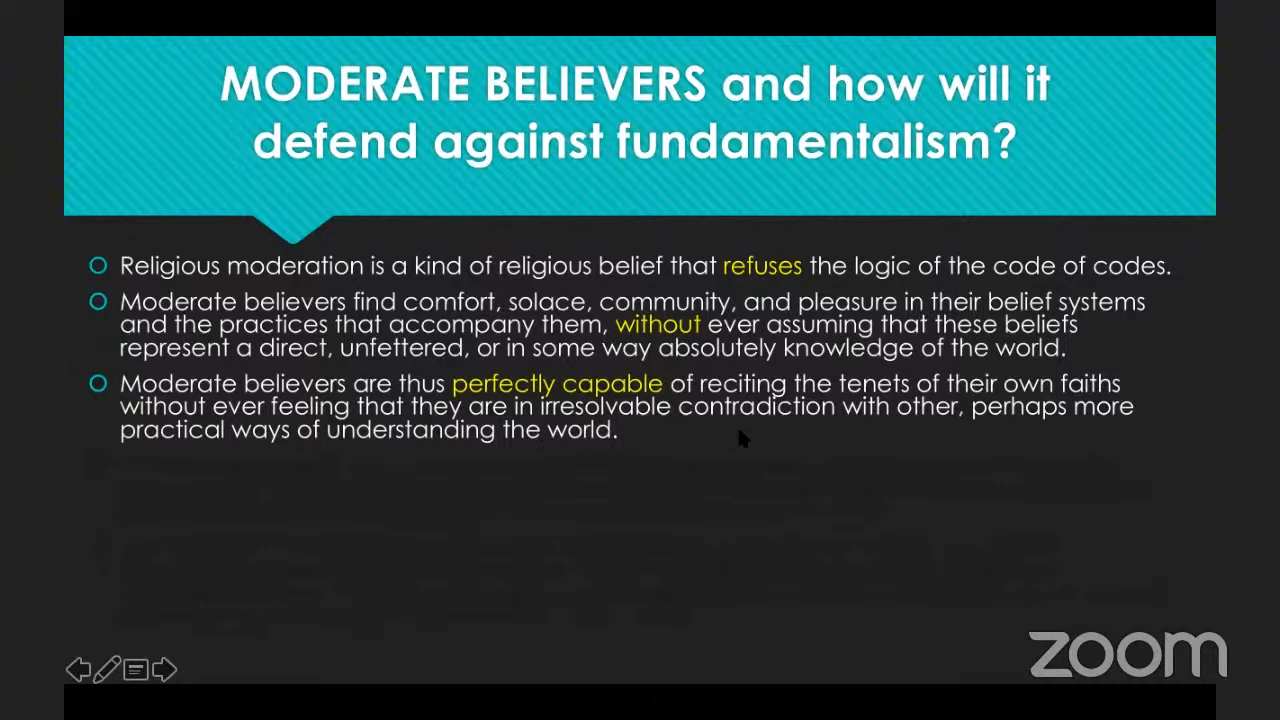 MODERATE BELIEVERS and how will it
defend against fundamentalism?
Religious moderation is a kind of religious belief that refuses the logic of the code of codes.
Moderate believers find comfort, solace, community, and pleasure in their belief systems
and the practices that accompany them, without ever assuming that these beliefs
represent a direct, unfettered, or in some way absolutely knowledge of the world.
Moderate believers are thus perfectly capable of reciting the tenets of their own faiths
without ever feeling that they are in irresolvable contradiction with other, perhaps more
practical ways of understanding the world.
zoom